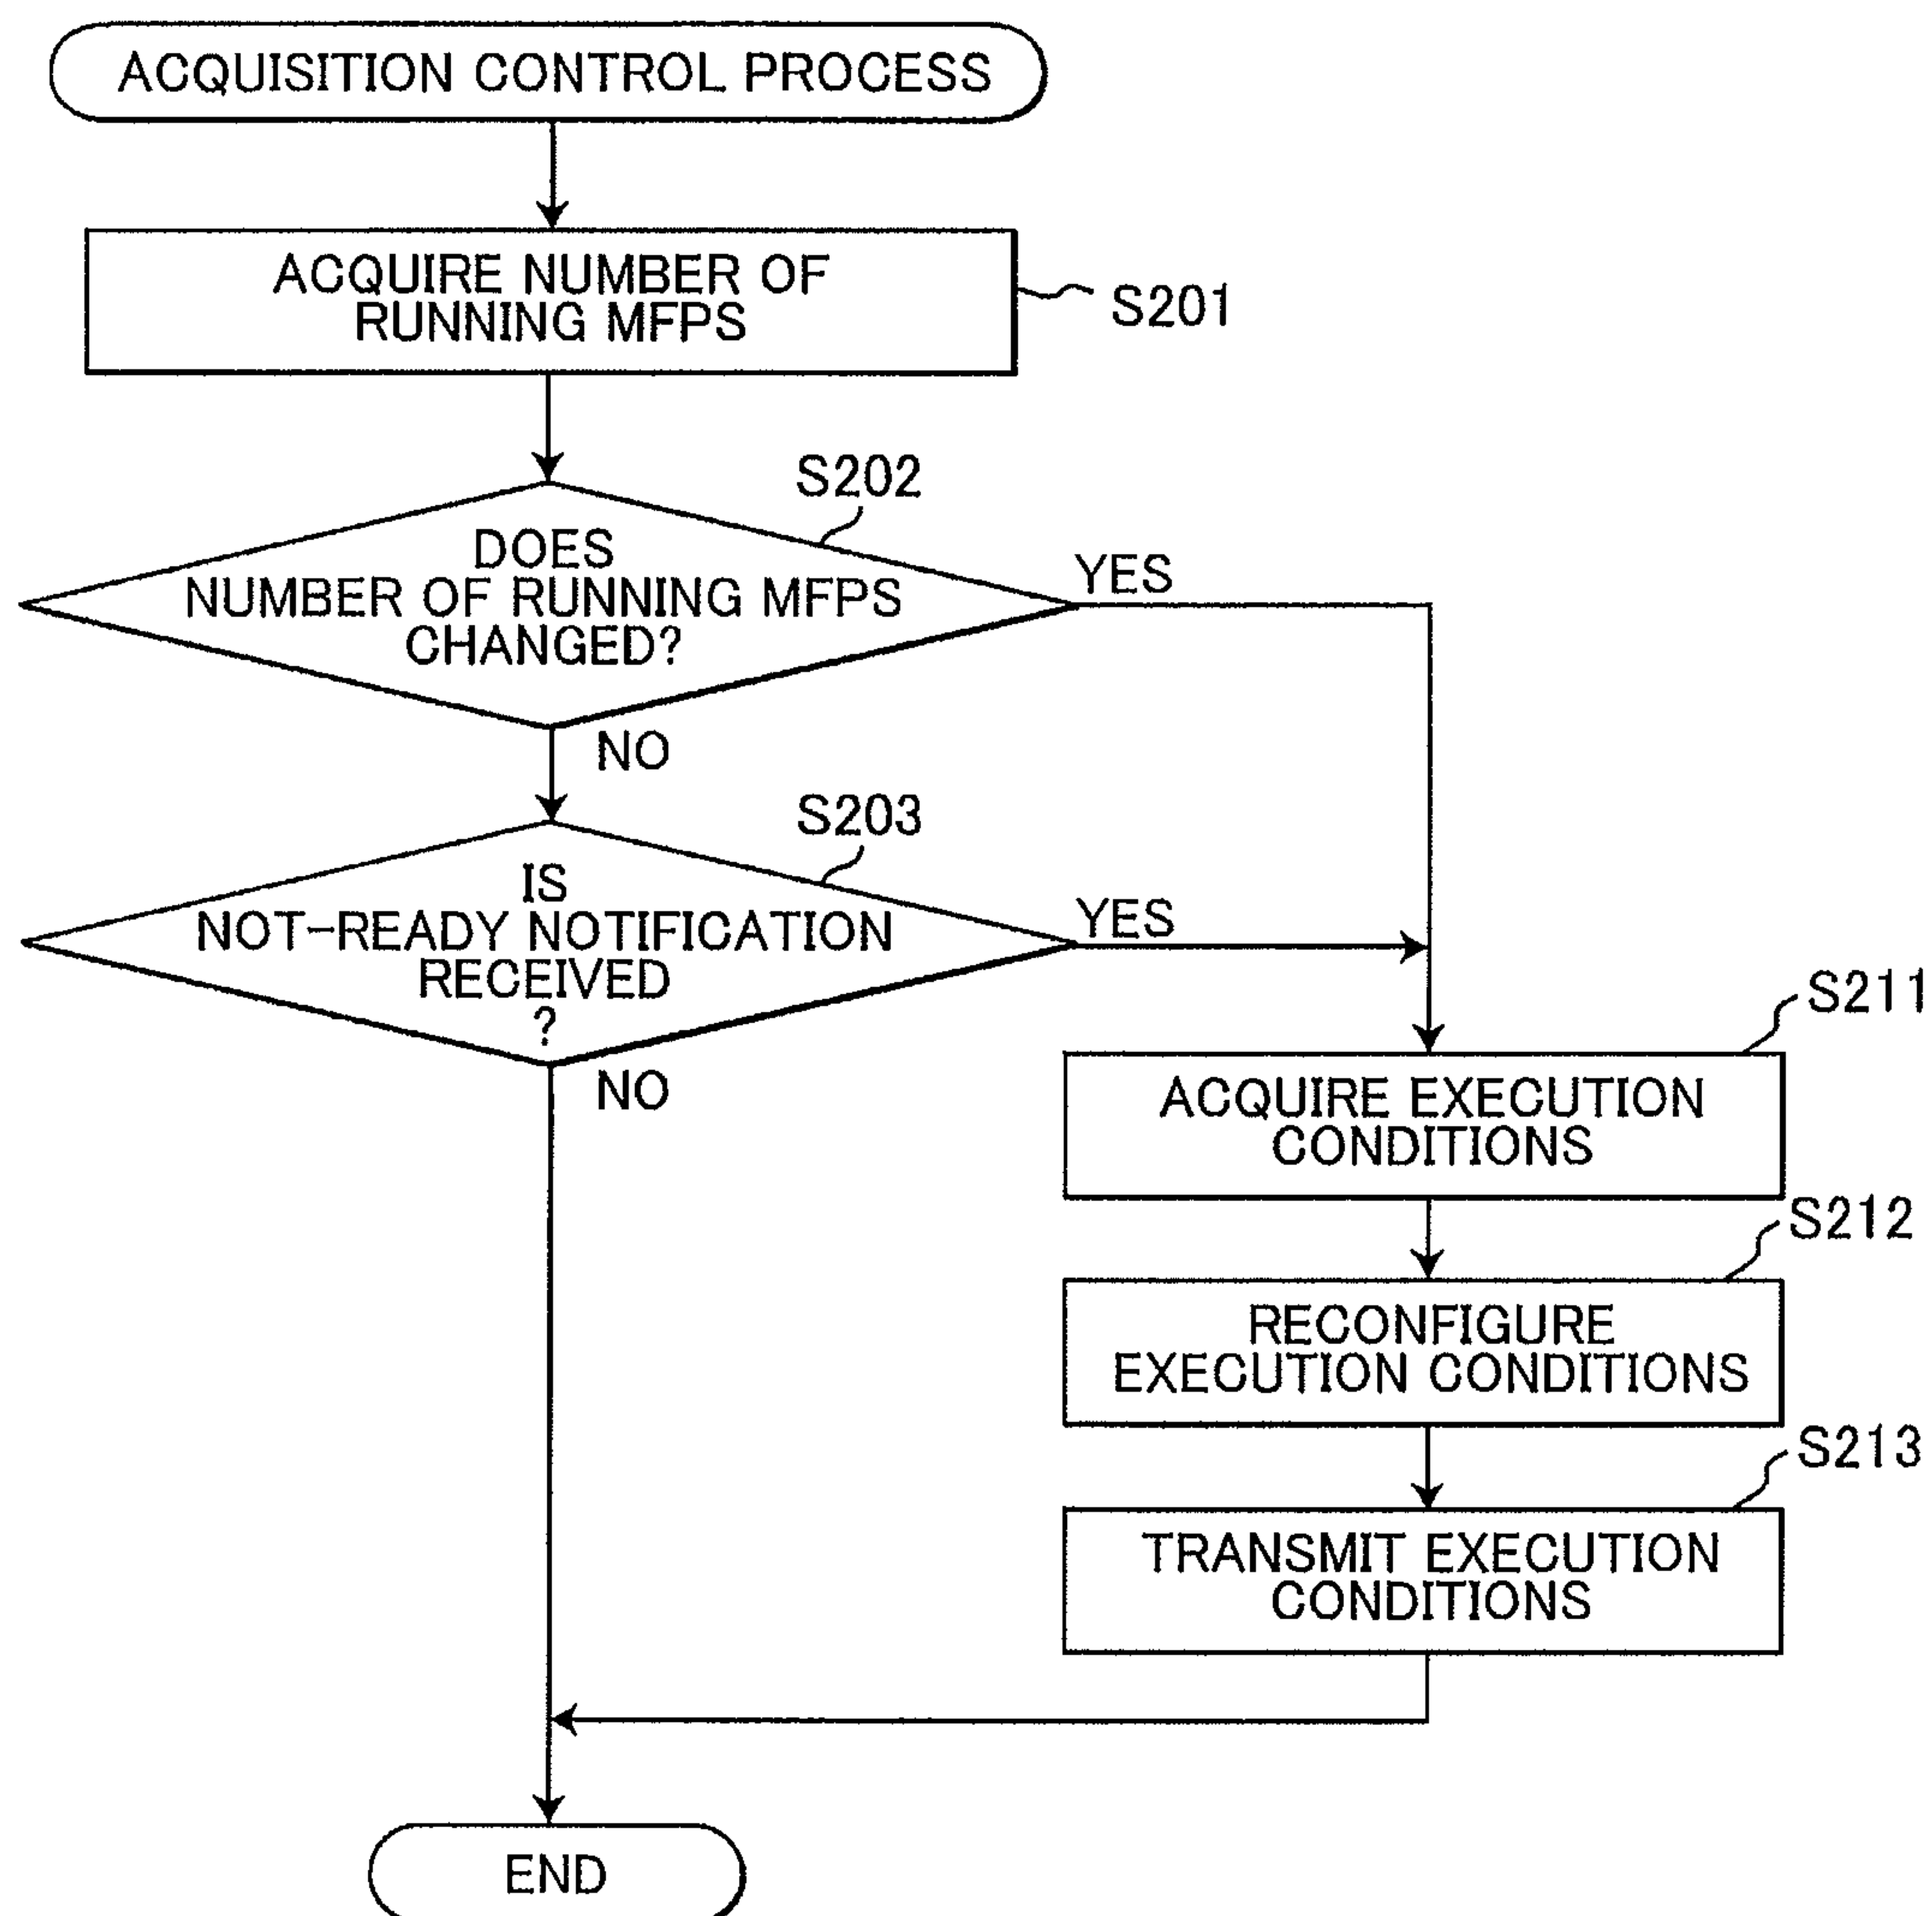 ACQUISITION CONTROL PROCESS
ACQUIRE NUMBER OF
RUNNING MFPS
S201
S202
DOES
NUMBER OF RUNNING MFPS
CHANGED?
YES
NO
S203
IS
NOT-READY NOTIFICATION
RECEIVED
?
YES
NO
S211
ACQUIRE EXECUTION
CONDITIONS
S212
RECONFIGURE
EXECUTION CONDITIONS
S213
TRANSMIT EXECUTION
CONDITIONS
END